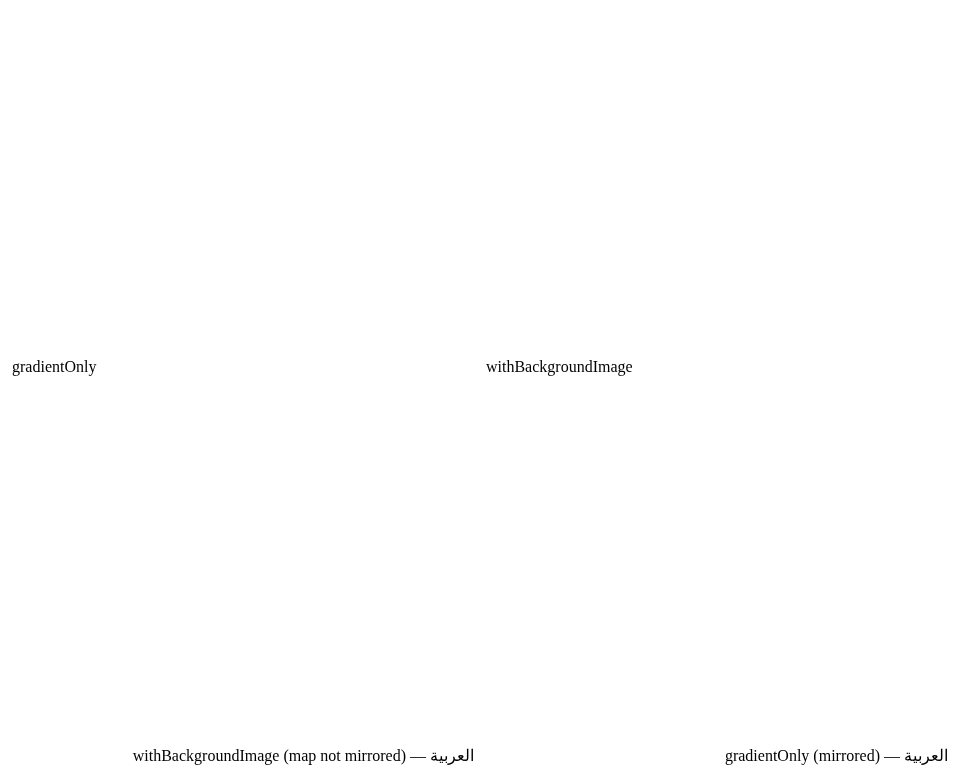 gradientOnly
withBackgroundImage
gradientOnly (mirrored) — العربية
withBackgroundImage (map not mirrored) — العربية